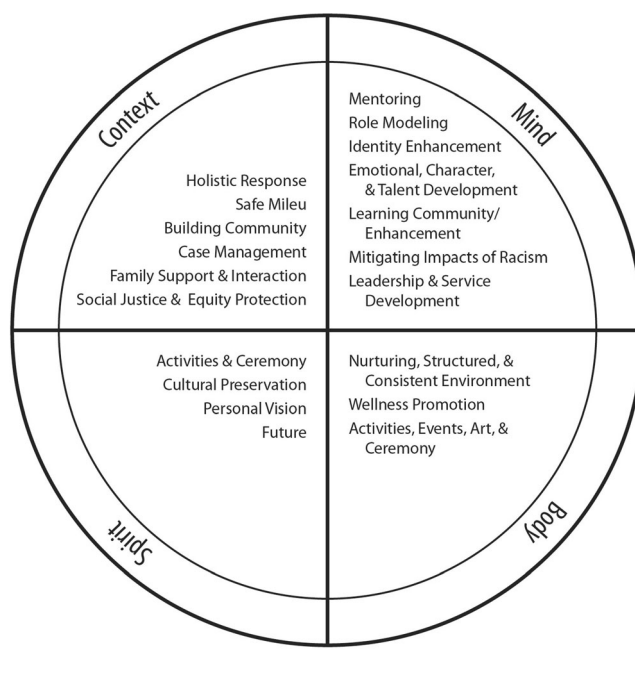 Context
Holistic Response
Safe Mileu
Building Community
Case Management
Family Support & Interaction
Social Justice & Equity Protection
Mind
Mentoring
Role Modeling
Identity Enhancement
Emotional, Character,
& Talent Development
Learning Community/
Enhancement
Mitigating Impacts of Racism
Leadership & Service
Development
Activities & Ceremony
Cultural Preservation
Personal Vision
Future
Spirit
Nurturing, Structured, &
Consistent Environment
Wellness Promotion
Activities, Events, Art, &
Ceremony
Body